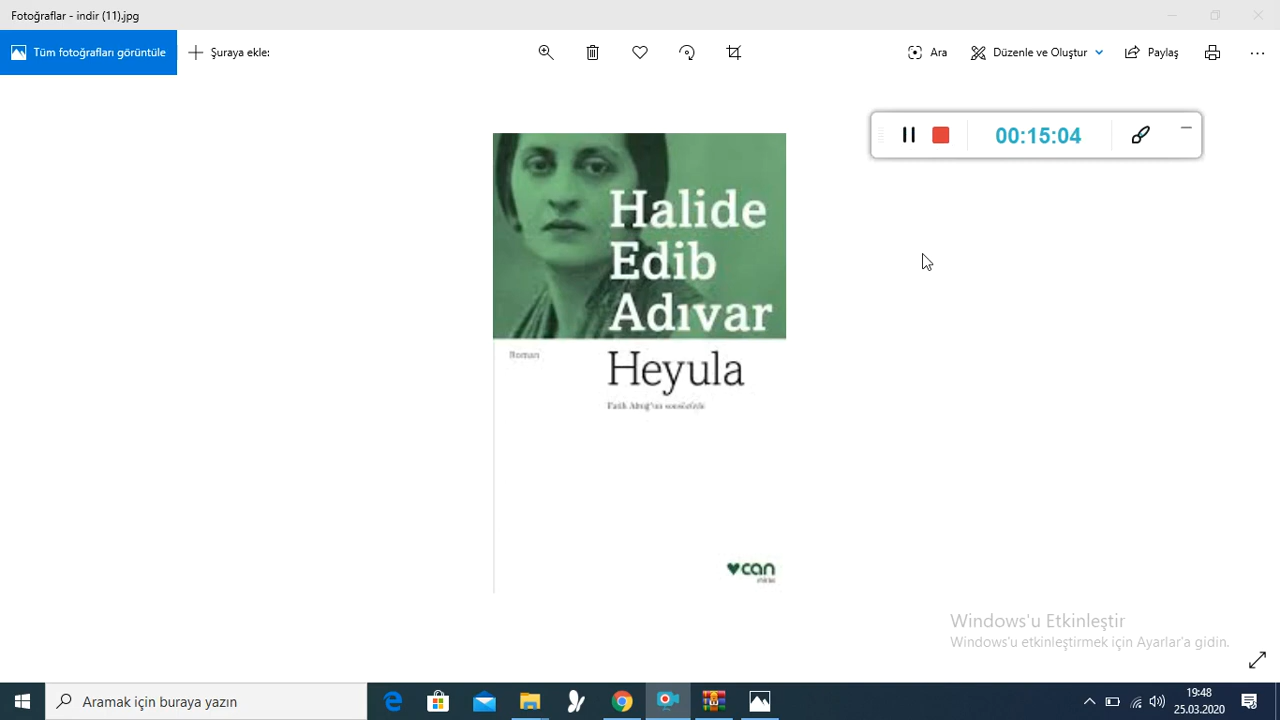 Fotoğraflar - indir (11).jpg
Tüm fotoğrafları görüntüle
Şuraya ekle:
Ara
Düzenle ve Oluştur
Paylaş
00:15:04
Halide
Edib
Adıvar
Roman
Heyula
can
Windows'u Etkinleştir
Windows'u etkinleştirmek için Ayarlar'a gidin.
Aramak için buraya yazın
19:48
25.03.2020